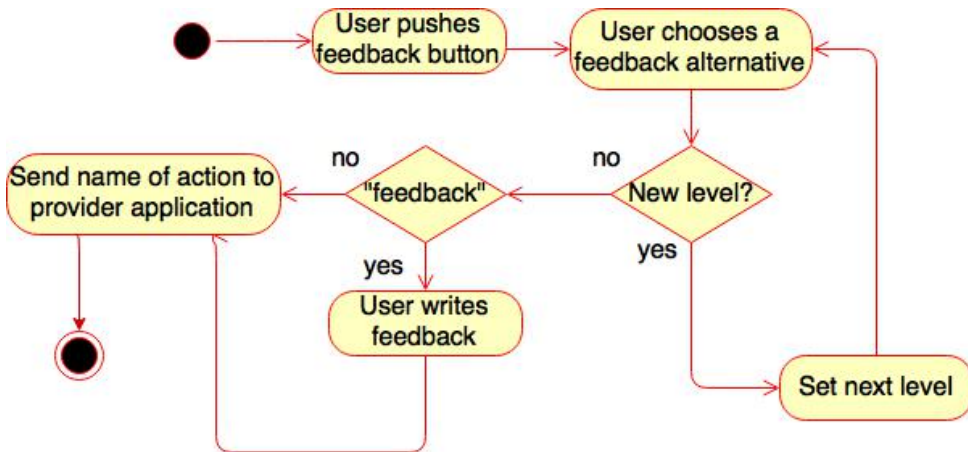 User pushes
feedback button
User chooses a
feedback alternative
no
no
Send name of action to
provider application
"feedback"
New level?
yes
yes
User writes
feedback
Set next level